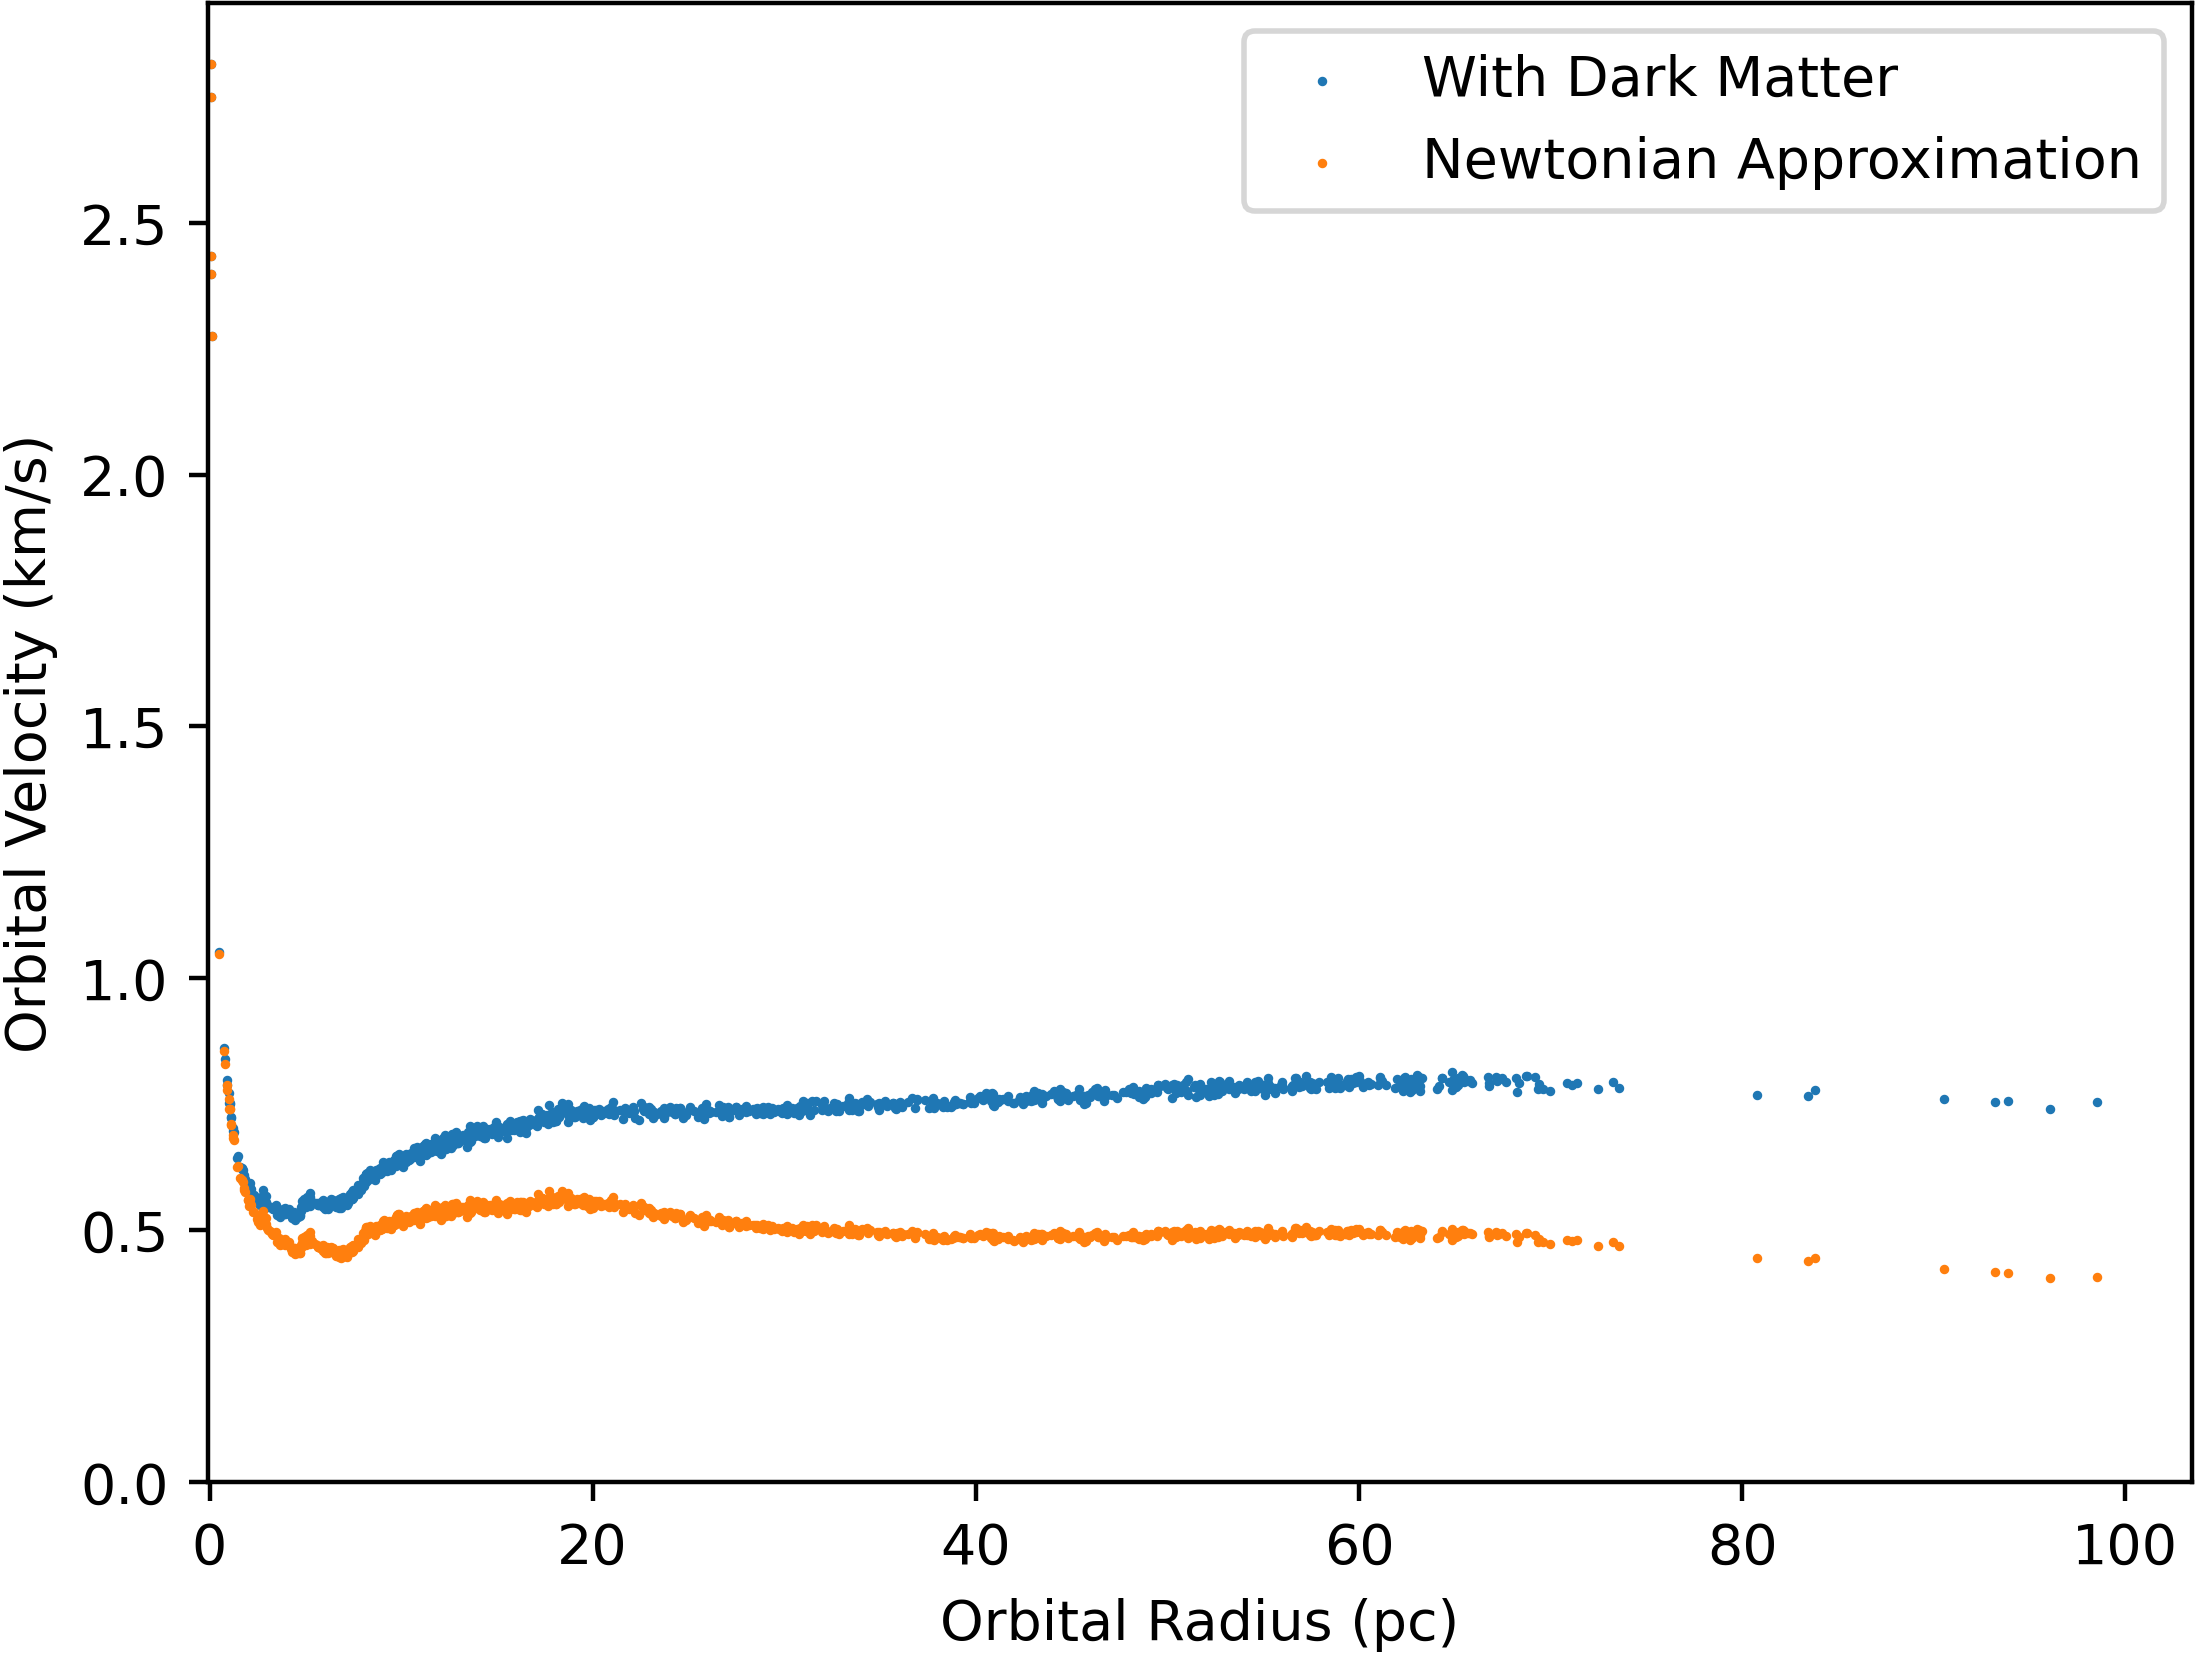 With Dark Matter
Newtonian Approximation
2.5
2.0
1.5
1.0
0.5
0.0
Orbital Velocity (km/s)
0 20 40 60 80 100
Orbital Radius (pc)